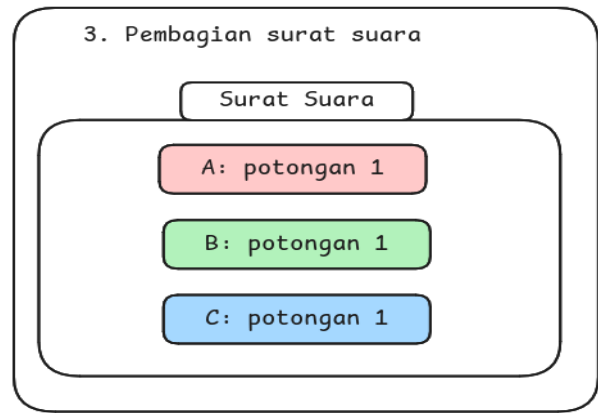 3. Pembagian surat suara
Surat Suara
A: potongan 1
B: potongan 1
C: potongan 1